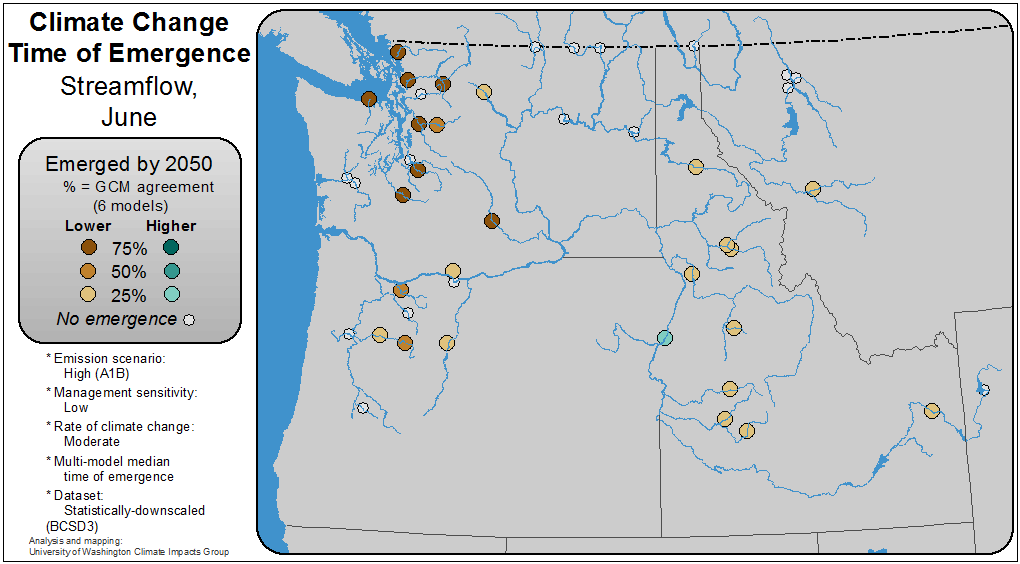 Climate Change
Time of Emergence
Streamflow,
June
Emerged by 2050
% = GCM agreement
(6 models)
Lower Higher
75%
50%
25%
No emergence
* Emission scenario:
High (A1B)
* Management sensitivity:
Low
* Rate of climate change:
Moderate
* Multi-model median
time of emergence
* Dataset:
Statistically-downscaled
(BCSD3)
Analysis and mapping:
University of Washington Climate Impacts Group